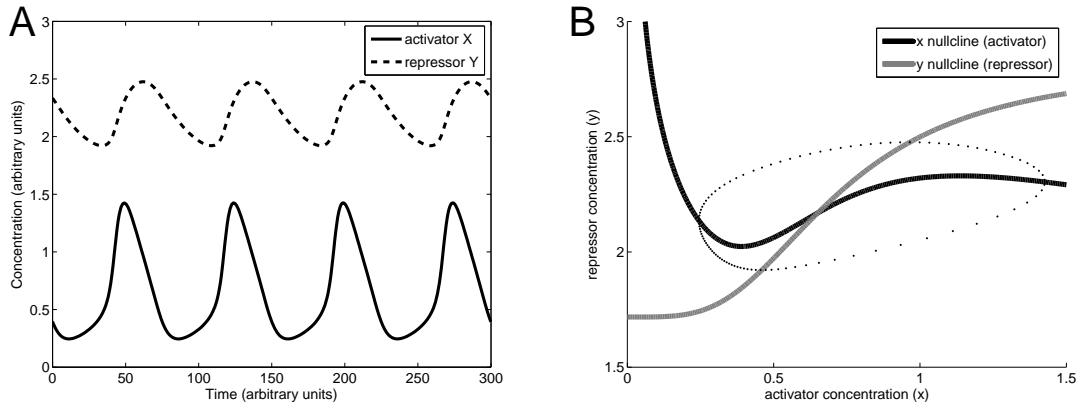 A
3
2.5
2
1.5
1
0.5
0
0
50
100
150
200
250
300
Concentration (arbitrary units)
Time (arbitrary units)
activator X
repressor Y
B
3
2.5
2
1.5
0
0.5
1
1.5
repressor concentration (y)
activator concentration (x)
x nullcline (activator)
y nullcline (repressor)